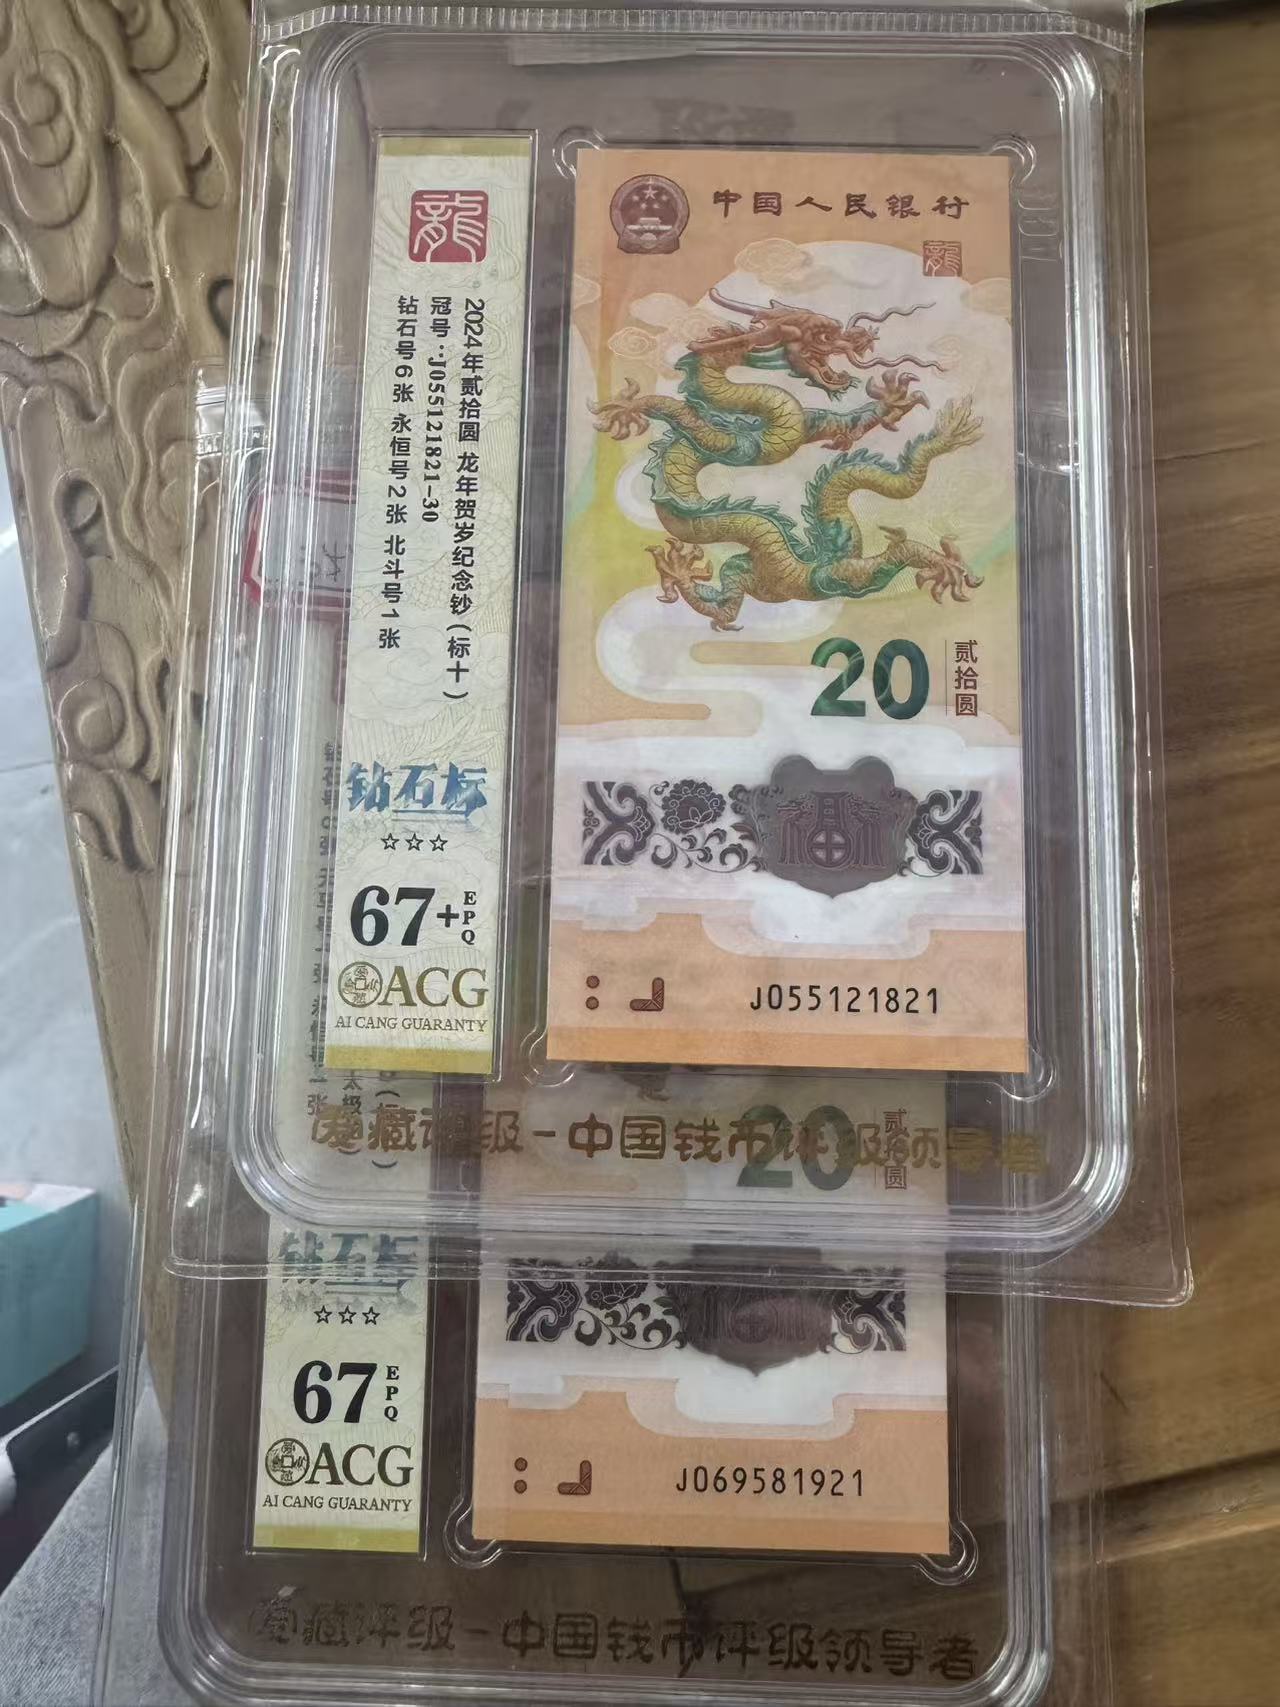 龍
2024年贰拾圆 龙年贺岁纪念钞(标十)
冠号:J055121821-30
钻石号6张 永恒号2张 北斗号1张
钻石标
☆☆☆
67+
EPQ
ACG
AI CANG GUARANTY
中国人民银行
龍
20
贰拾圆
福
J055121821
爱藏评级-中国钱币评级领导者
20
贰拾圆
钻石标
☆☆☆
67
EPQ
ACG
AI CANG GUARANTY
J069581921
爱藏评级-中国钱币评级领导者